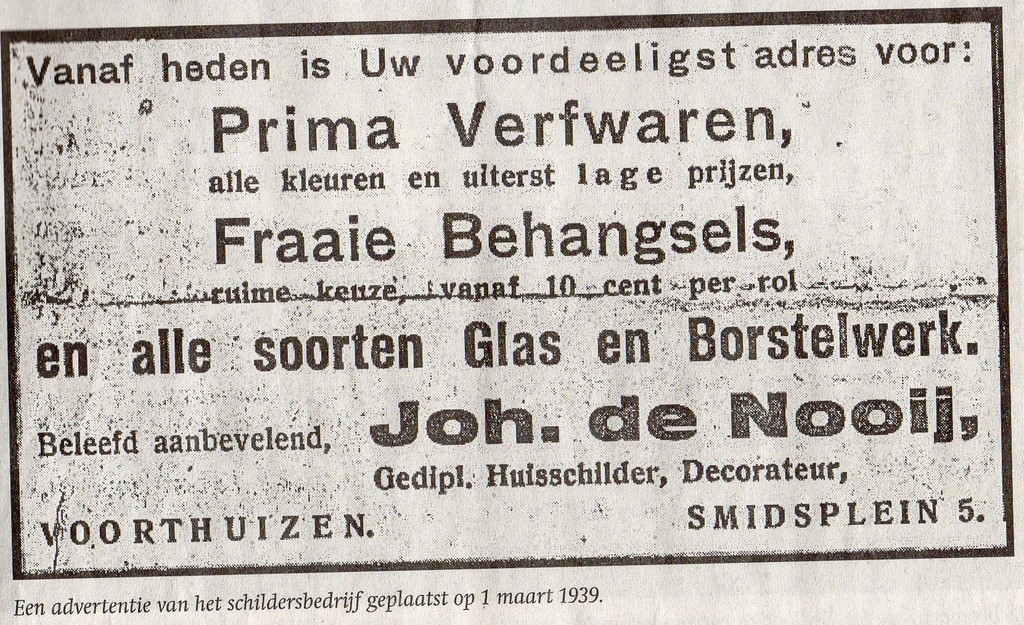 Vanaf heden is Uw voordeeligst adres voor:
Prima Verfwaren,
alle kleuren en uiterst lage prijzen,
Fraaie Behangsels,
ruime keuze, vanaf 10 cent per rol
en alle soorten Glas en Borstelwerk.
Beleefd aanbevelend, Joh. de Nooij,
Gedipl. Huisschilder, Decorateur,
VOORTHUIZEN. SMIDSPLEIN 5.
Een advertentie van het schildersbedrijf geplaatst op 1 maart 1939.